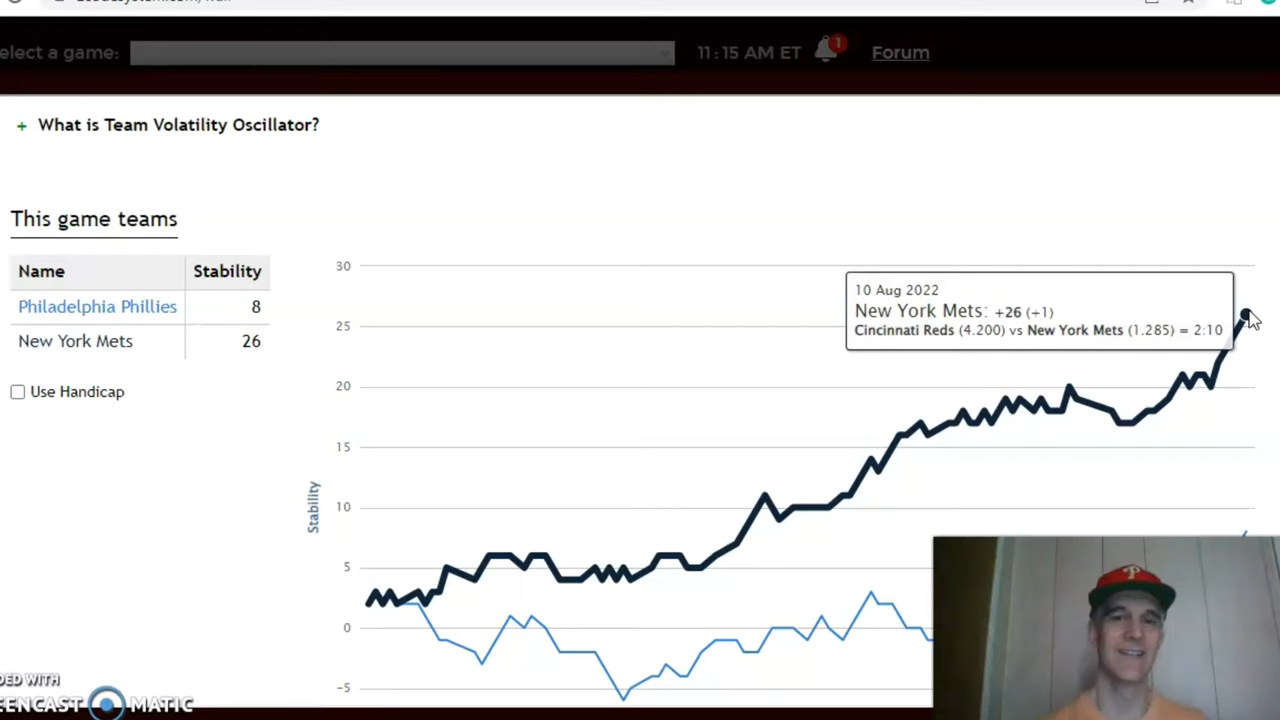 elect a game:
11:15 AM ET
1
Forum
+ What is Team Volatility Oscillator?
This game teams
Name Stability
Philadelphia Phillies 8
New York Mets 26
Use Handicap
30
25
20
15
10
5
0
-5
Stability
10 Aug 2022
New York Mets: +26 (+1)
Cincinnati Reds (4.200) vs New York Mets (1.285) = 2:10
P
DED WITH
EENCAST MATIC